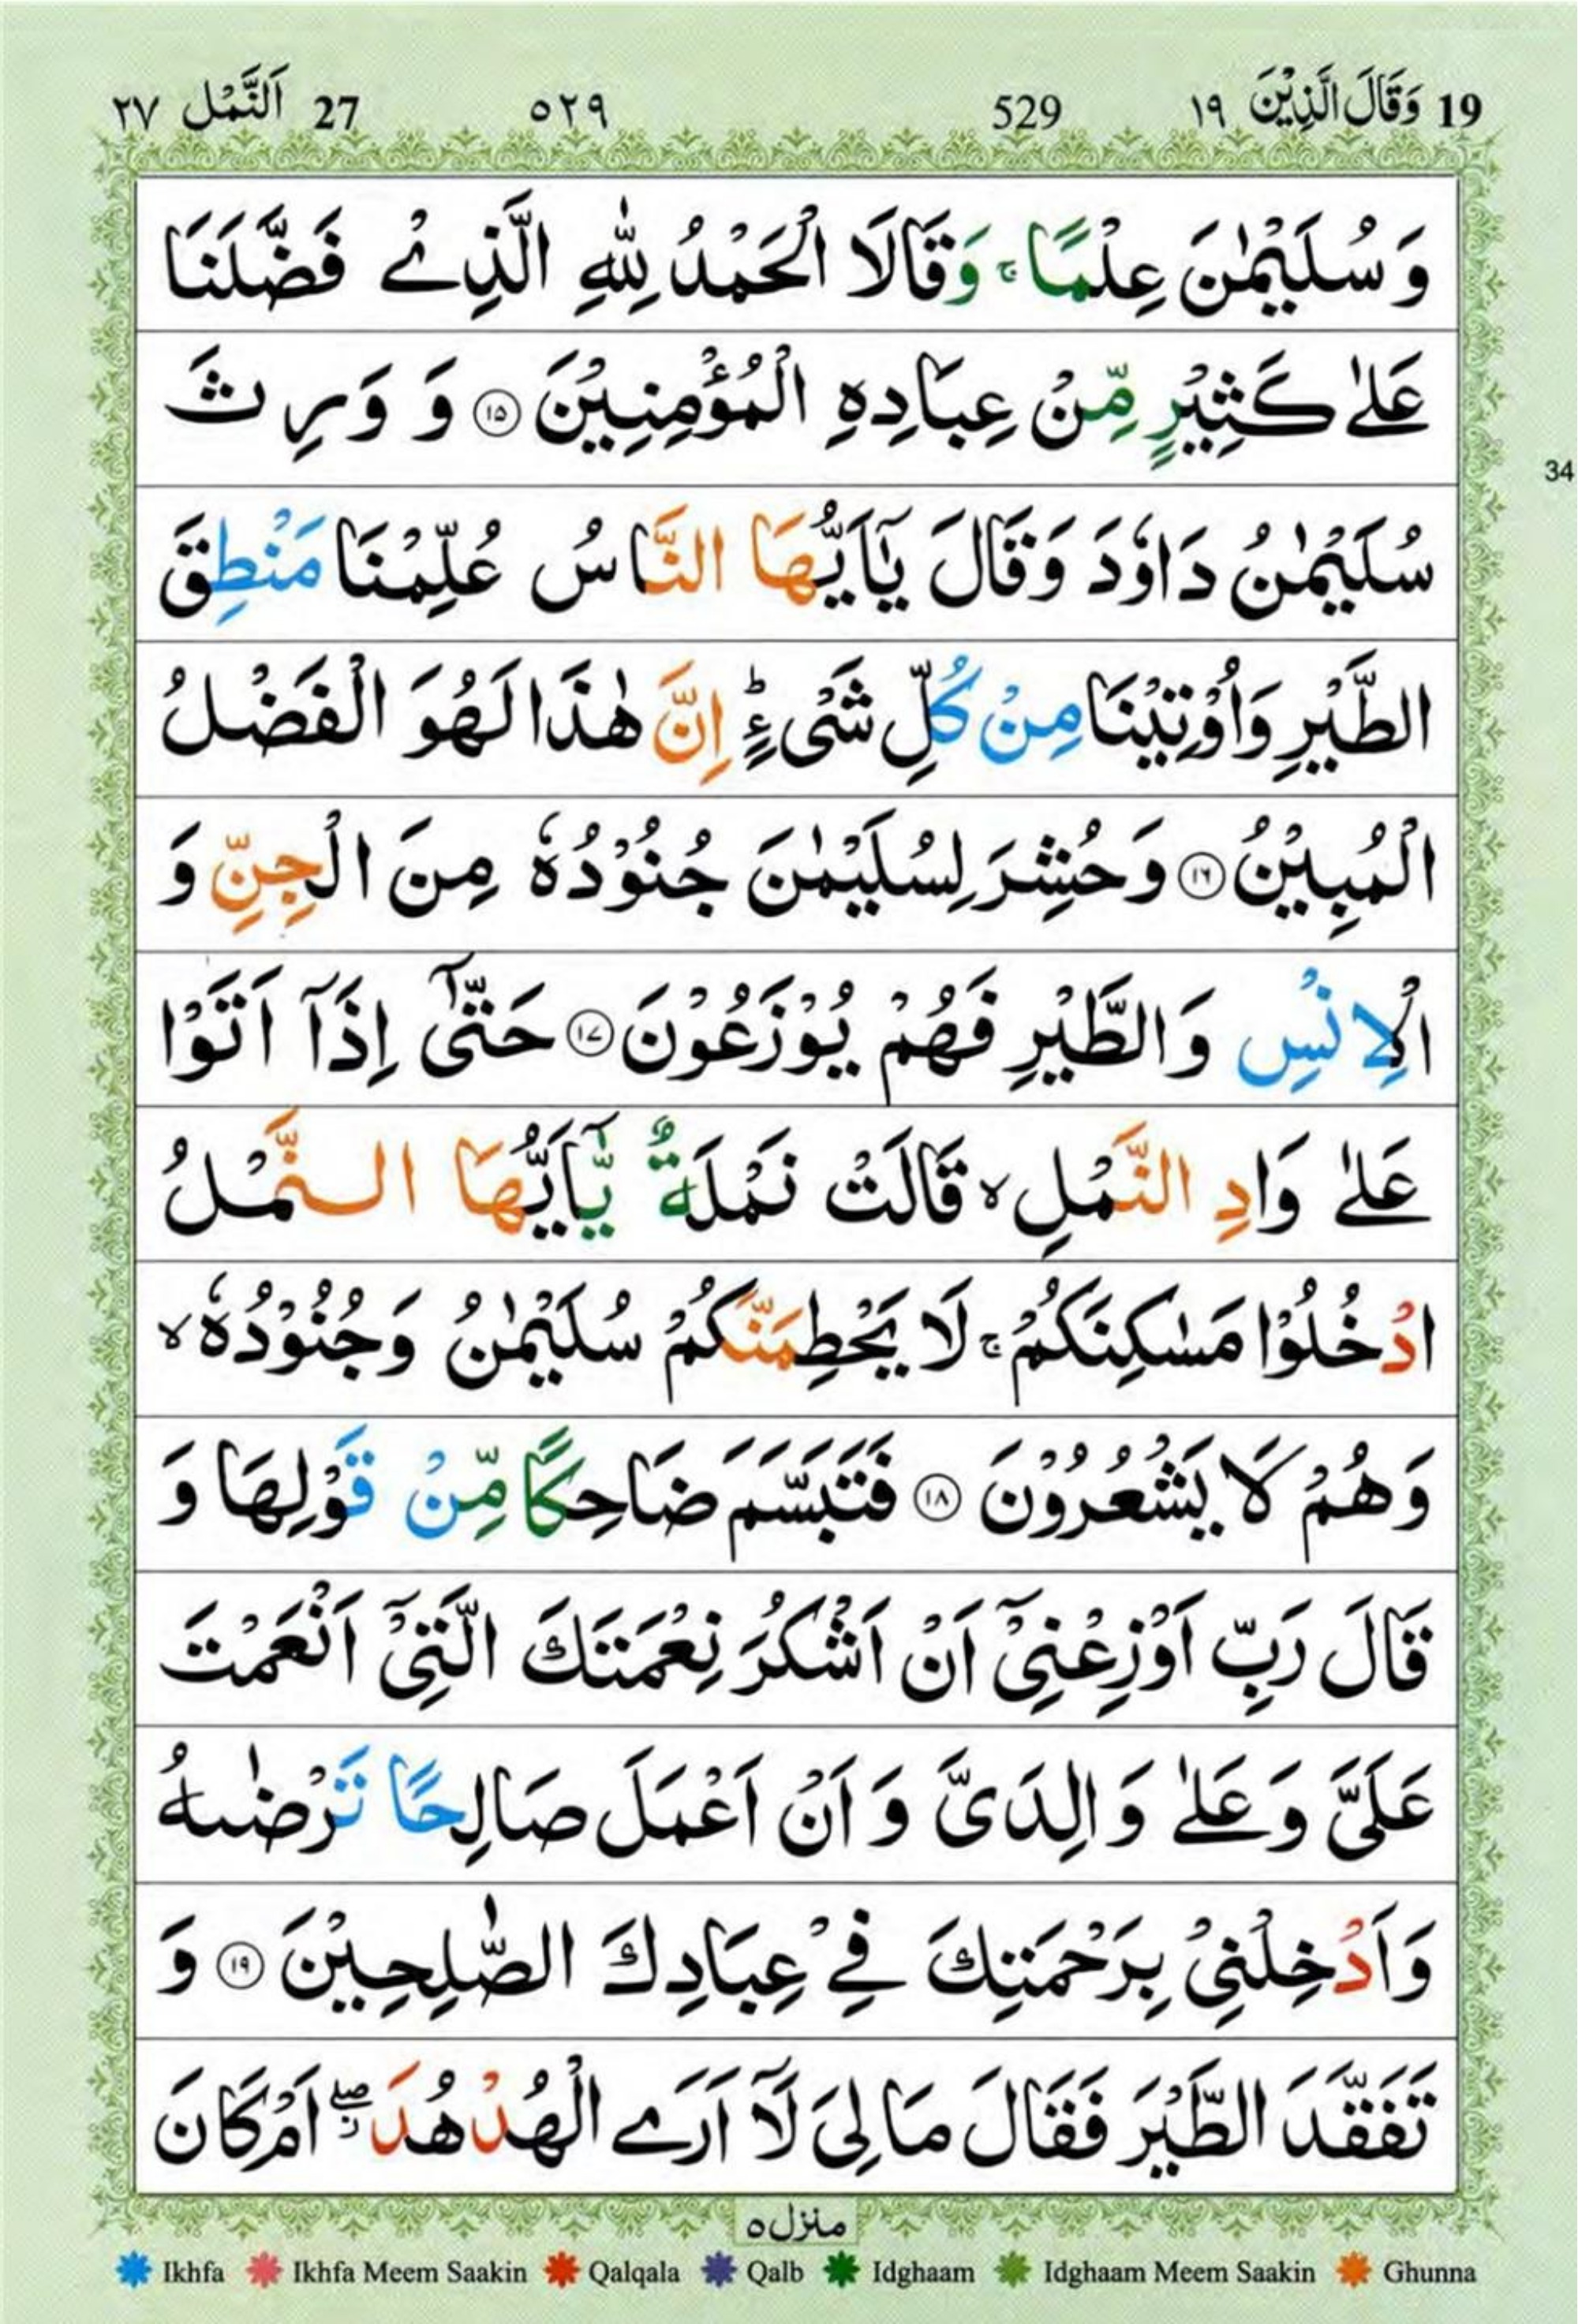 19 وَقَالَ الَّذِيْنَ ١٩ 529 ٥٢٩ 27 اَلنَّمْل ٢٧
وَ سُلَيْمٰنَ عِلْمًا ۚ وَقَالَا الْحَمْدُ لِلّٰهِ الَّذِيْ فَضَّلَنَا
عَلٰى كَثِيْرٍ مِّنْ عِبَادِهِ الْمُؤْمِنِيْنَ ۝١٥ وَ وَرِثَ
سُلَيْمٰنُ دَاوٗدَ وَقَالَ يٰۤاَيُّهَا النَّاسُ عُلِّمْنَا مَنْطِقَ
الطَّيْرِ وَاُوْتِيْنَا مِنْ كُلِّ شَىْءٍ ؕ اِنَّ هٰذَا لَهُوَ الْفَضْلُ
الْمُبِيْنُ ۝١٦ وَحُشِرَ لِسُلَيْمٰنَ جُنُوْدُهٗ مِنَ الْجِنِّ وَ
الْاِنْسِ وَالطَّيْرِ فَهُمْ يُوْزَعُوْنَ ۝١٧ حَتّٰۤى اِذَاۤ اَتَوْا
عَلٰى وَادِ النَّمْلِ ۙ قَالَتْ نَمْلَةٌ يّٰۤاَيُّهَا النَّمْلُ
ادْخُلُوْا مَسٰكِنَكُمْ ۚ لَا يَحْطِمَنَّكُمْ سُلَيْمٰنُ وَجُنُوْدُهٗ ۙ
وَهُمْ لَا يَشْعُرُوْنَ ۝١٨ فَتَبَسَّمَ ضَاحِكًا مِّنْ قَوْلِهَا وَ
قَالَ رَبِّ اَوْزِعْنِىْۤ اَنْ اَشْكُرَ نِعْمَتَكَ الَّتِىْۤ اَنْعَمْتَ
عَلَىَّ وَ عَلٰى وَالِدَىَّ وَ اَنْ اَعْمَلَ صَالِحًا تَرْضٰىهُ
وَاَدْخِلْنِىْ بِرَحْمَتِكَ فِيْ عِبَادِكَ الصّٰلِحِيْنَ ۝١٩ وَ
تَفَقَّدَ الطَّيْرَ فَقَالَ مَا لِىَ لَاۤ اَرَى الْهُدْهُدَ ۖ اَمْ كَانَ
34
منزل ٥
Ikhfa Ikhfa Meem Saakin Qalqala Qalb Idghaam Idghaam Meem Saakin Ghunna